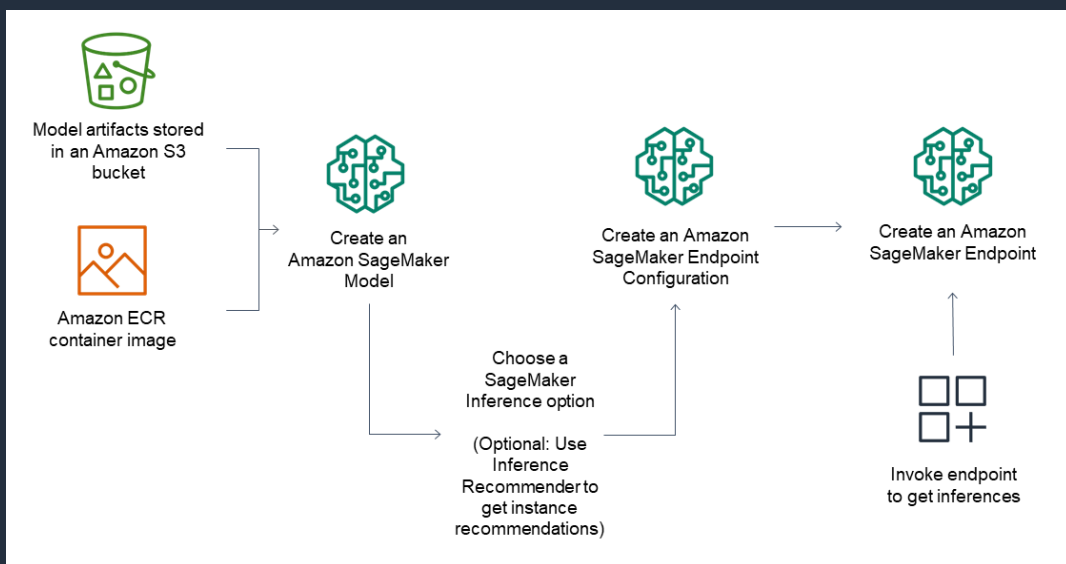 Model artifacts stored
in an Amazon S3
bucket
Amazon ECR
container image
Create an
Amazon SageMaker
Model
Choose a
SageMaker
Inference option
(Optional: Use
Inference
Recommender to
get instance
recommendations)
Create an Amazon
SageMaker Endpoint
Configuration
Create an Amazon
SageMaker Endpoint
Invoke endpoint
to get inferences